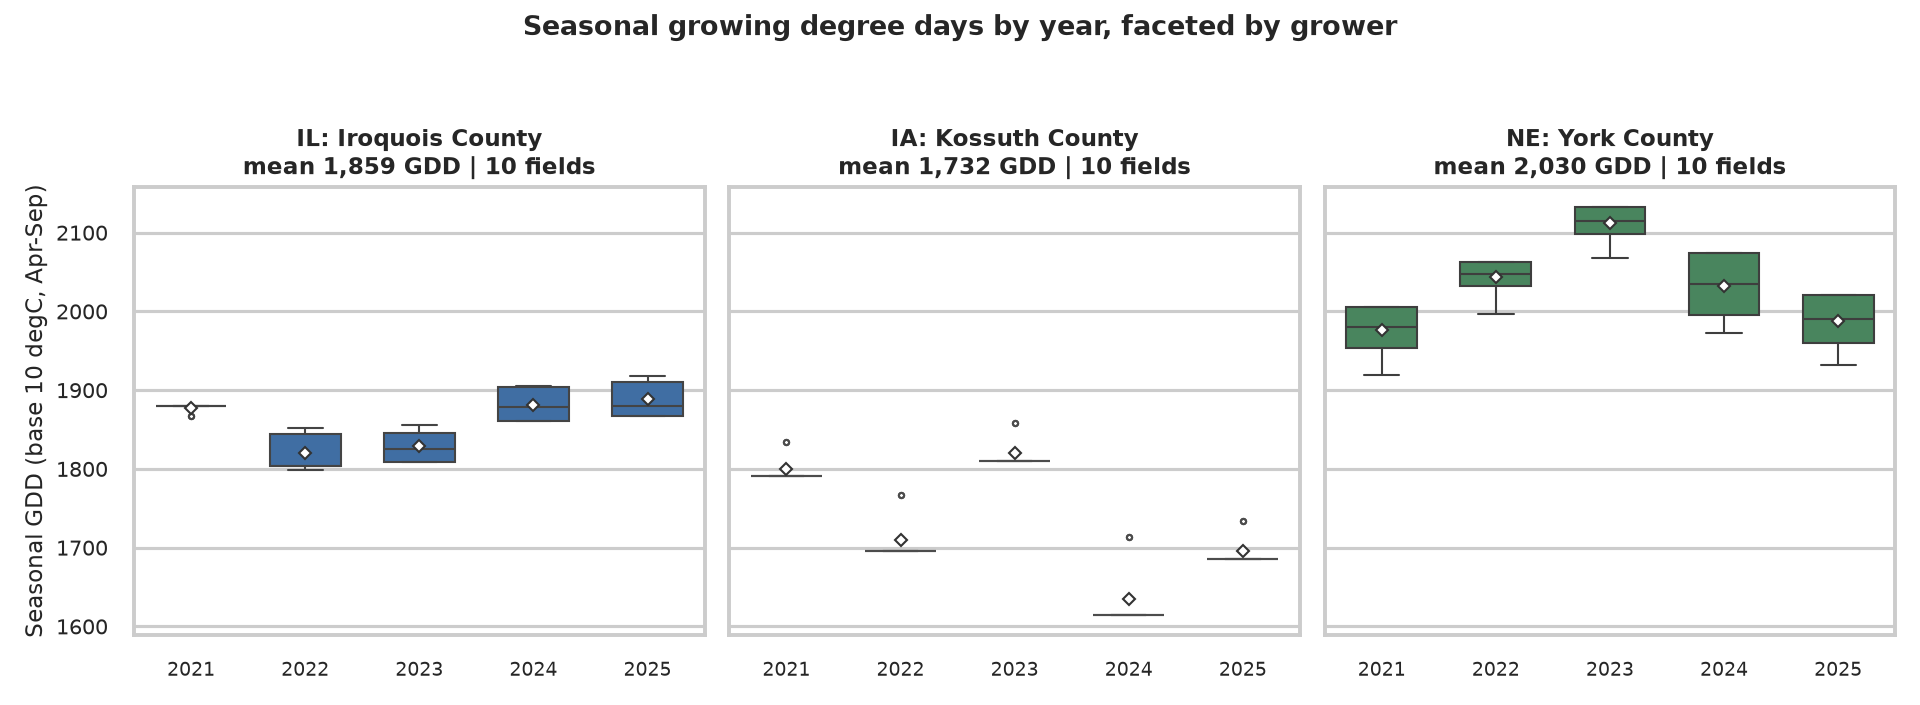 Seasonal growing degree days by year, faceted by grower
IL: Iroquois County
mean 1,859 GDD | 10 fields
IA: Kossuth County
mean 1,732 GDD | 10 fields
NE: York County
mean 2,030 GDD | 10 fields
Seasonal GDD (base 10 degC, Apr-Sep)
2100
2000
1900
1800
1700
1600
2021 2022 2023 2024 2025
2021 2022 2023 2024 2025
2021 2022 2023 2024 2025